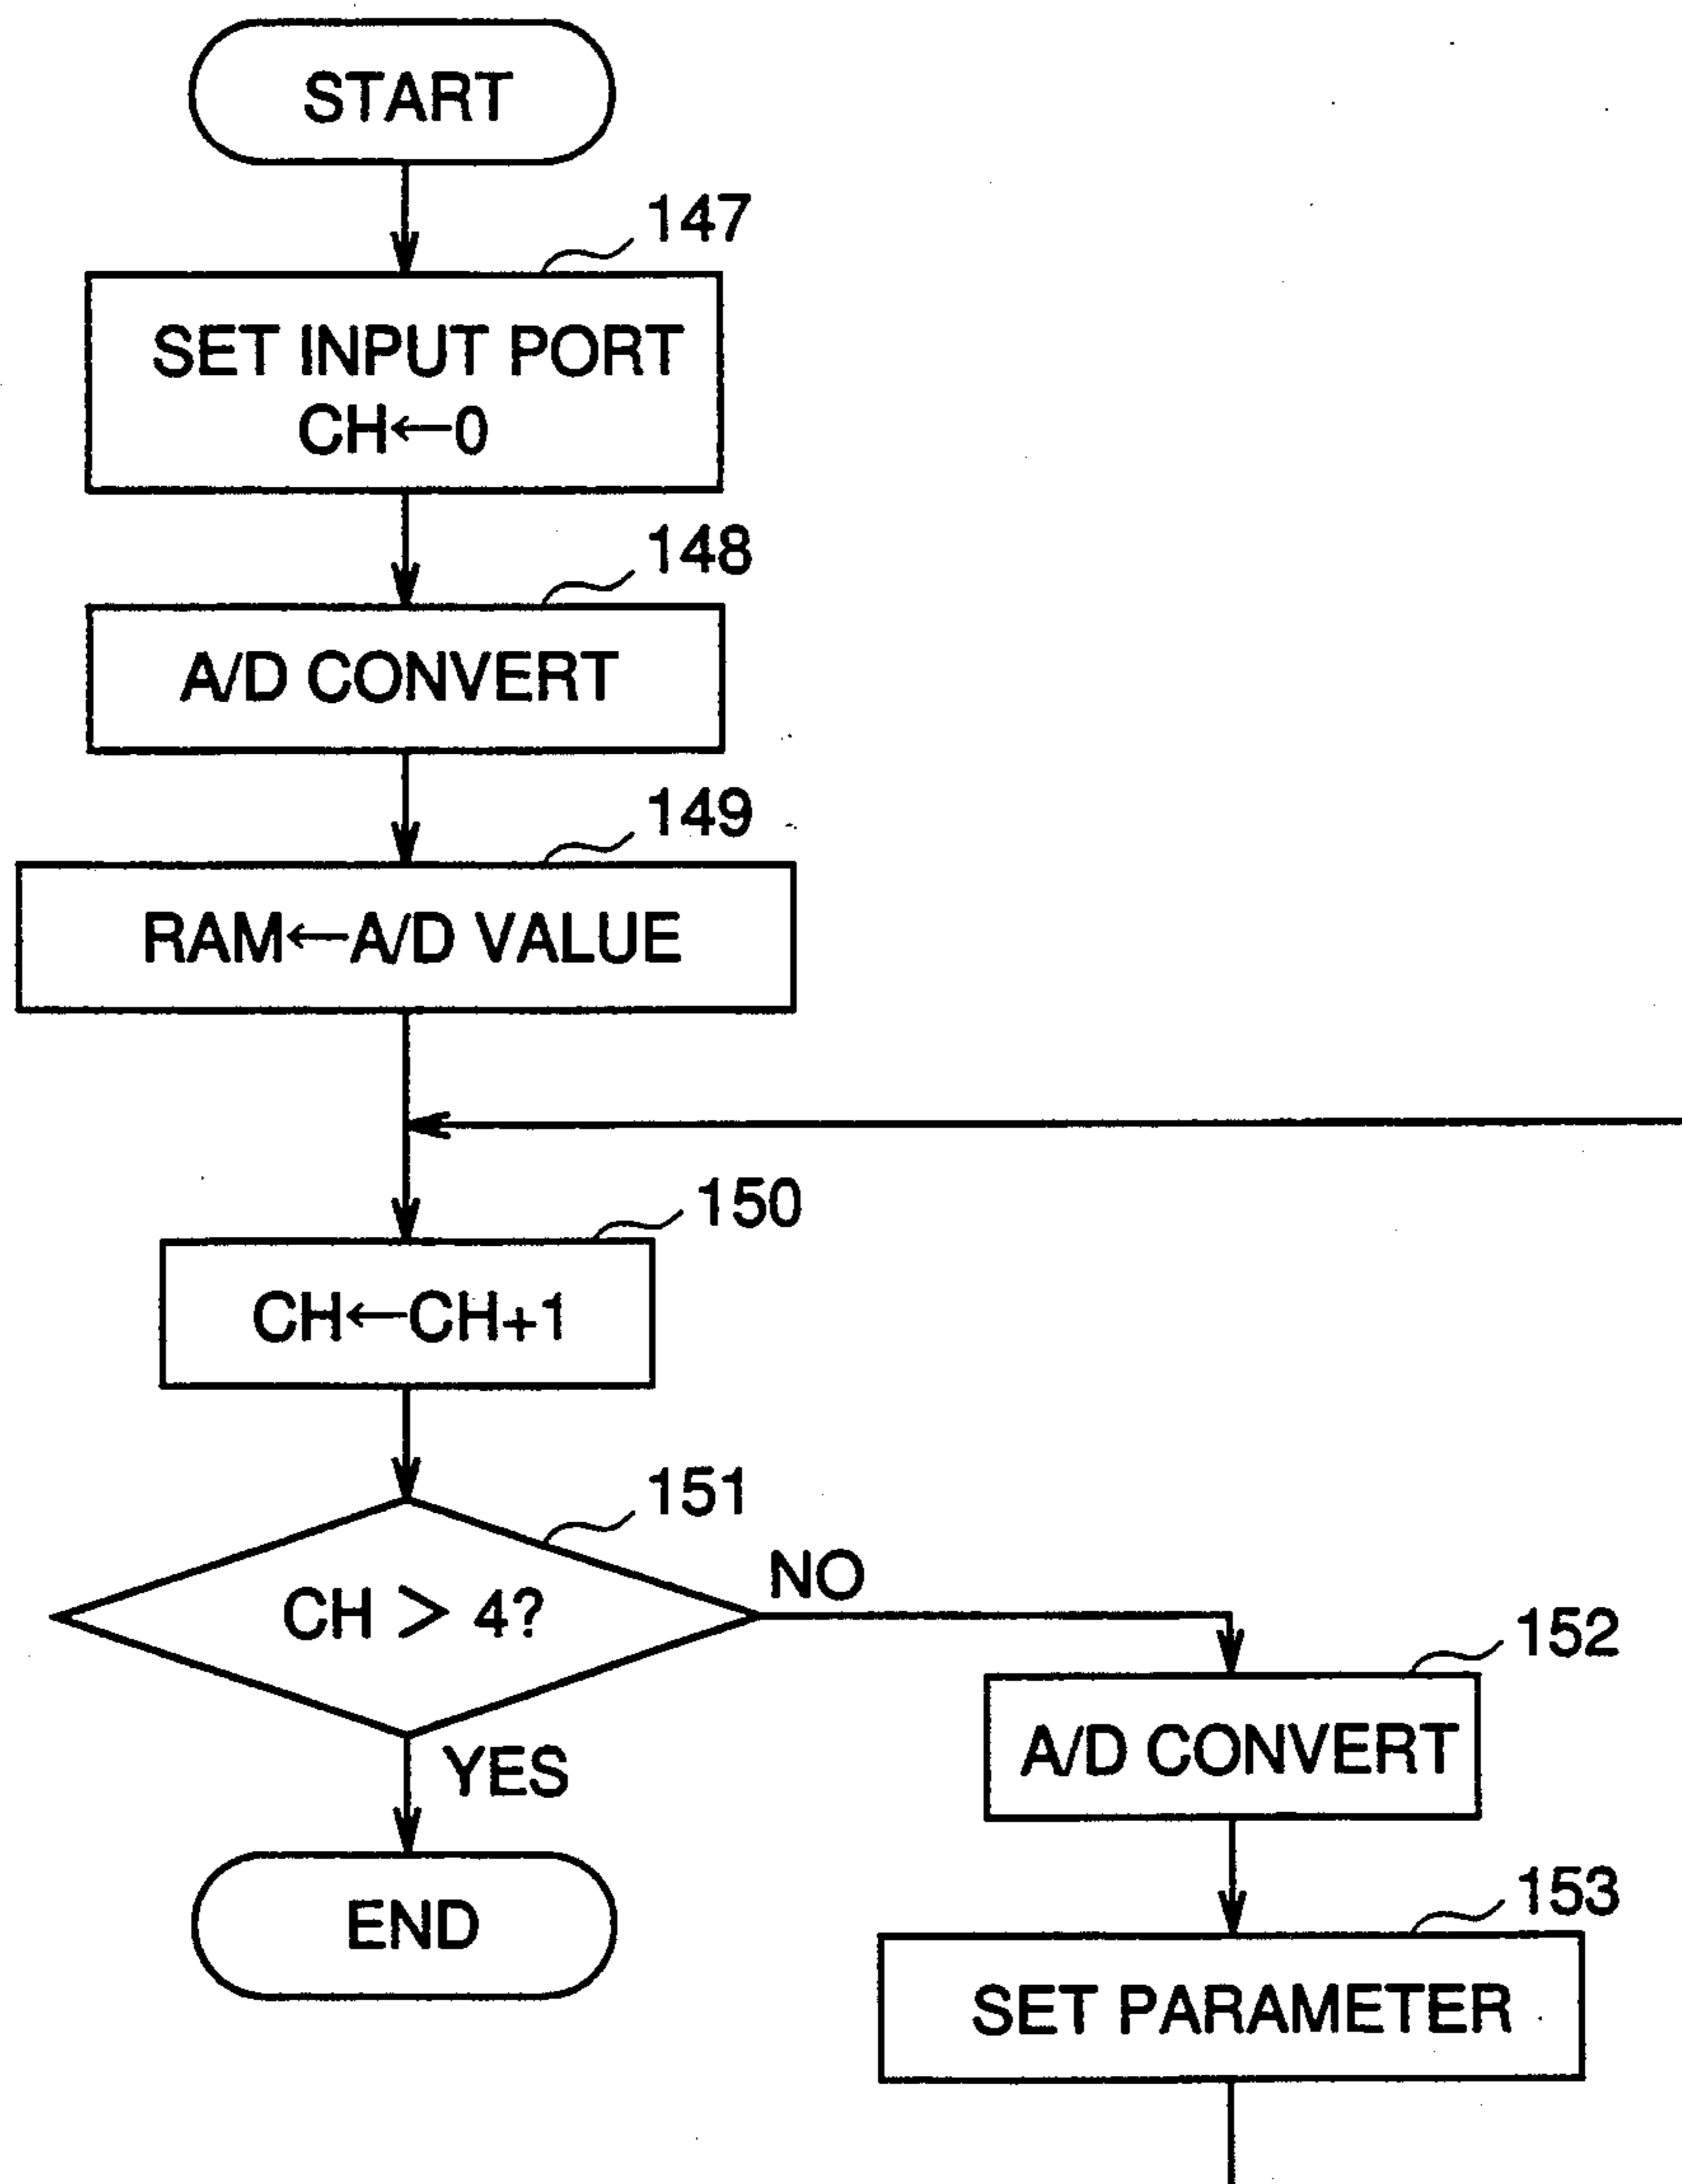 START
147
SET INPUT PORT
CH←0
148
A/D CONVERT
149
RAM←A/D VALUE
150
CH←CH+1
151
CH > 4?
NO
YES
END
152
A/D CONVERT
153
SET PARAMETER